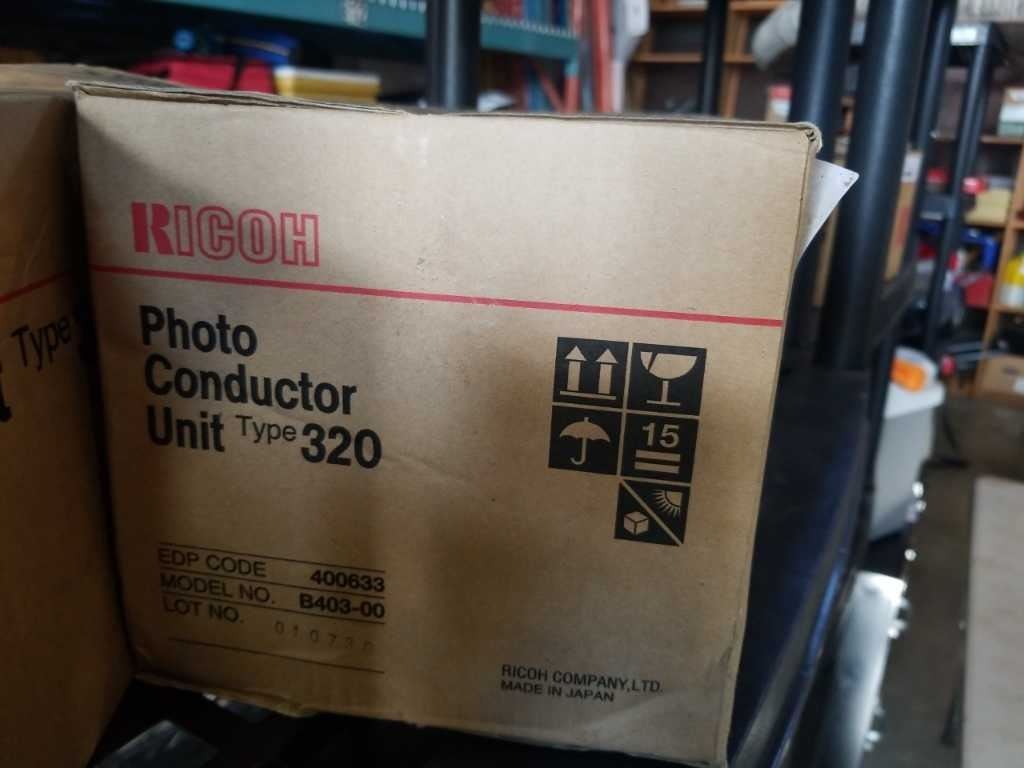 RICOH
Photo
Conductor
Unit Type 320
15
EDP CODE 400633
MODEL NO. B403-00
LOT NO.
RICOH COMPANY,LTD.
MADE IN JAPAN
Type